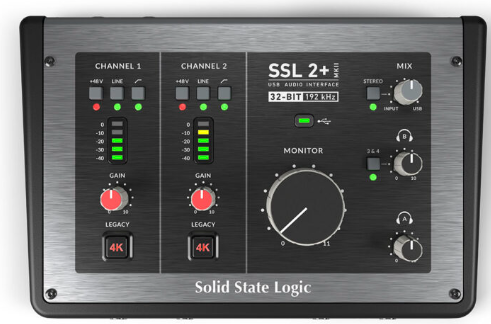 CHANNEL 1
+48V LINE
0
-10
-20
-30
-40
GAIN
0 10
LEGACY
4K
CHANNEL 2
+48V LINE
0
-10
-20
-30
-40
GAIN
0 10
LEGACY
4K
SSL 2+ MKII
USB AUDIO INTERFACE
32-BIT 192 kHz
MONITOR
0 11
MIX
STEREO
INPUT USB
B
3&4
0 10
A
0 10
Solid State Logic